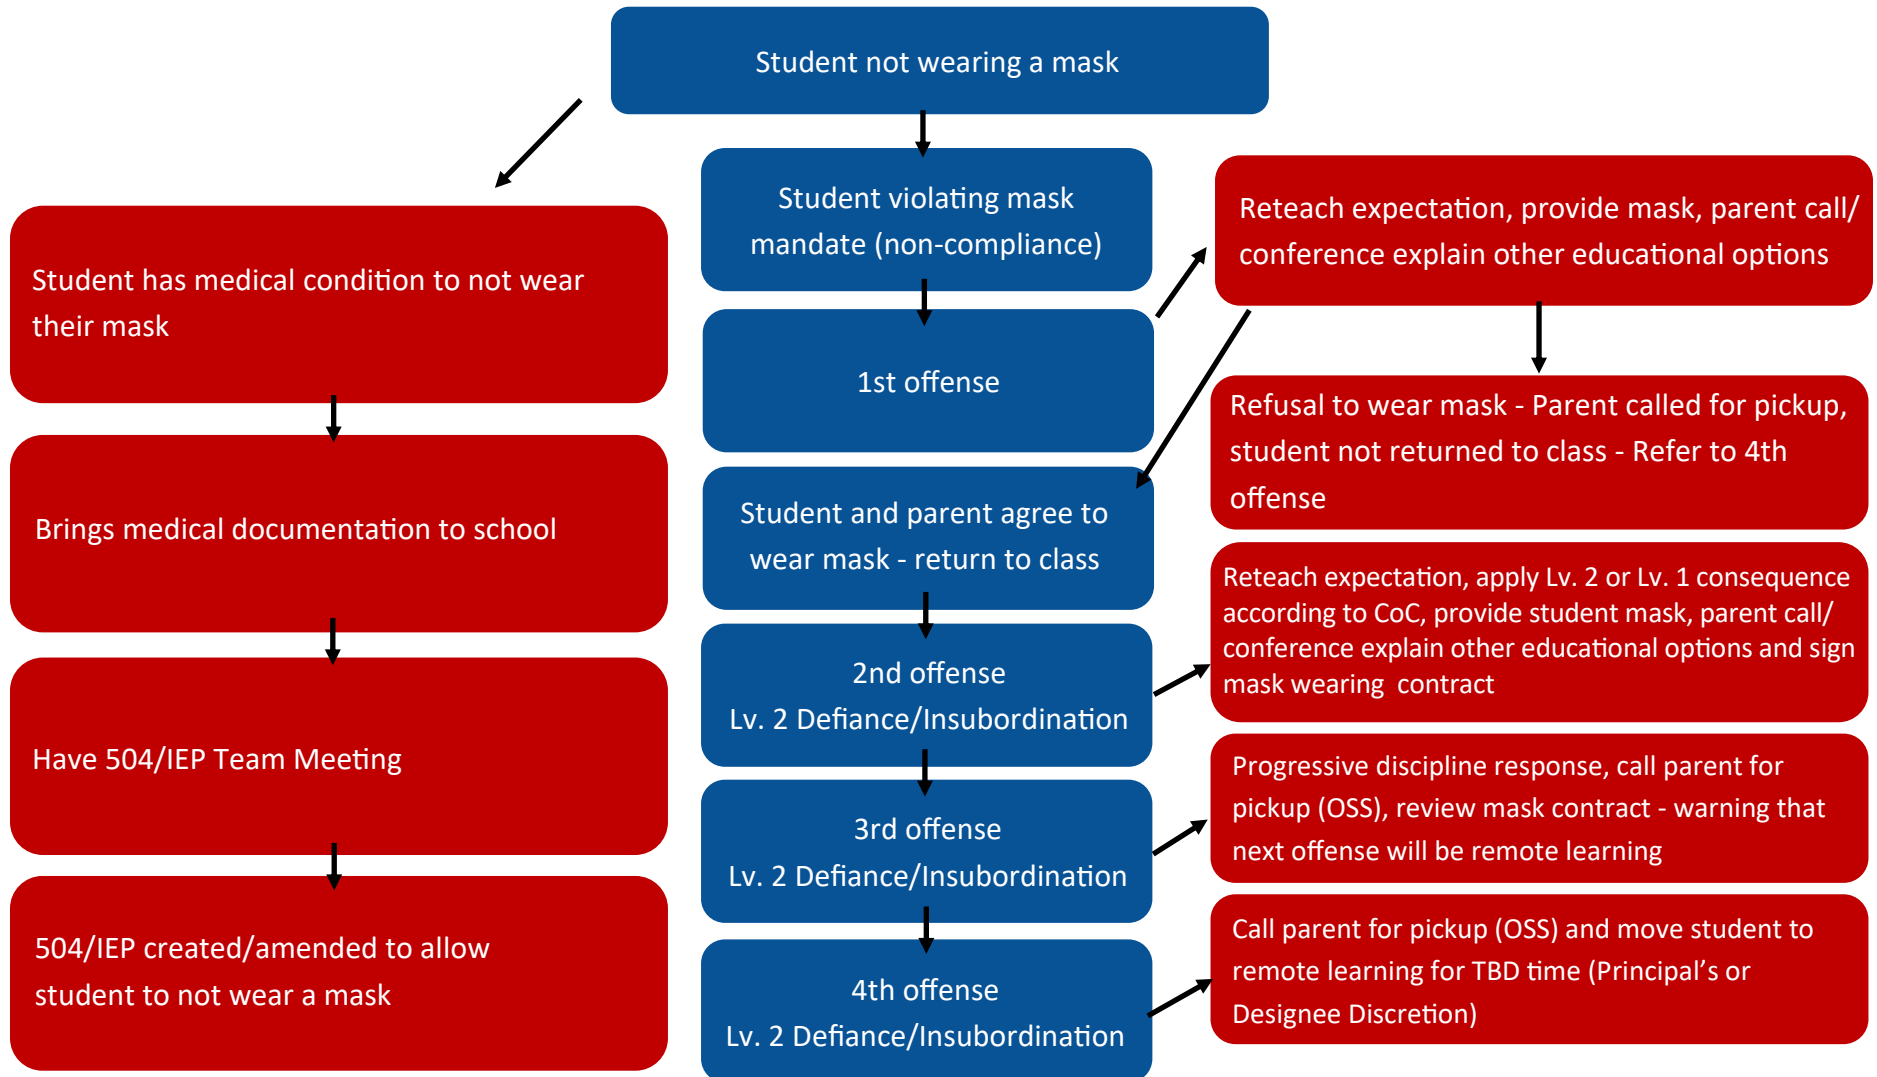 Student not wearing a mask
Student has medical condition to not wear
their mask
Brings medical documentation to school
Have 504/IEP Team Meeting
504/IEP created/amended to allow
student to not wear a mask
Student violating mask
mandate (non-compliance)
1st offense
Student and parent agree to
wear mask - return to class
2nd offense
Lv. 2 Defiance/Insubordination
3rd offense
Lv. 2 Defiance/Insubordination
4th offense
Lv. 2 Defiance/Insubordination
Reteach expectation, provide mask, parent call/
conference explain other educational options
Refusal to wear mask - Parent called for pickup,
student not returned to class - Refer to 4th
offense
Reteach expectation, apply Lv. 2 or Lv. 1 consequence
according to CoC, provide student mask, parent call/
conference explain other educational options and sign
mask wearing  contract
Progressive discipline response, call parent for
pickup (OSS), review mask contract - warning that
next offense will be remote learning
Call parent for pickup (OSS) and move student to
remote learning for TBD time (Principal’s or
Designee Discretion)